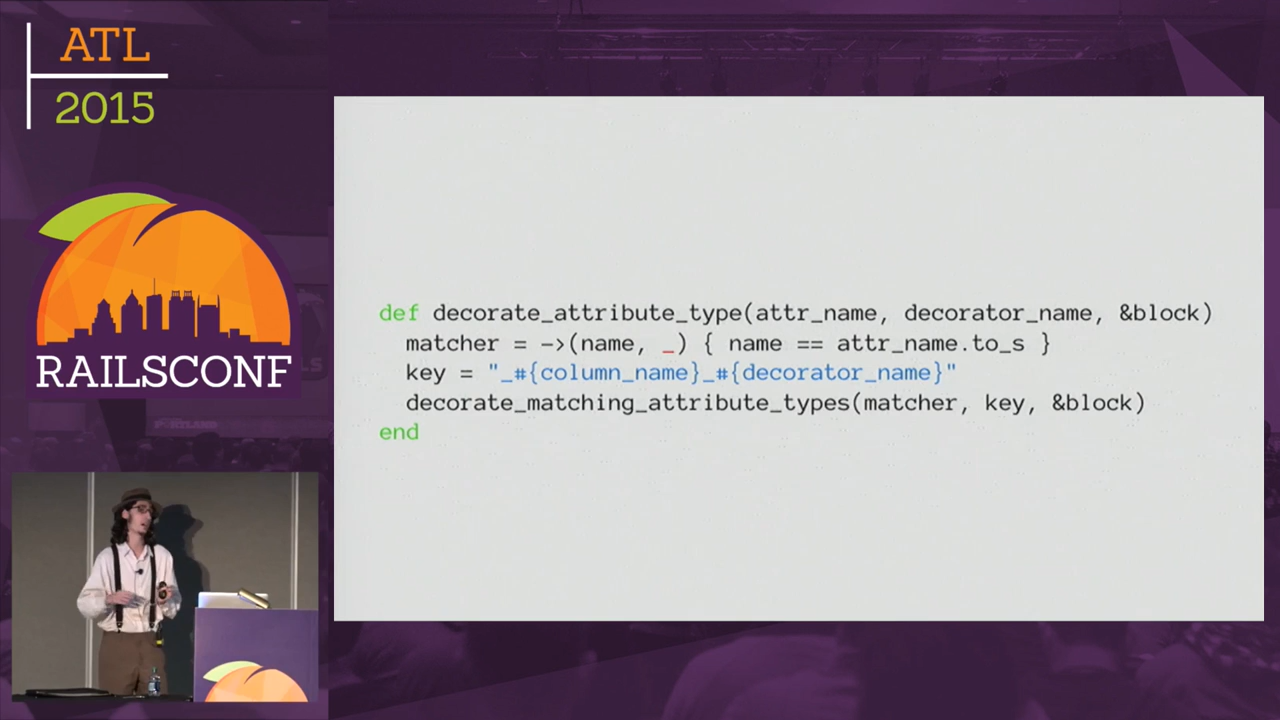 ATL
2015
RAILSCONF
def decorate_attribute_type(attr_name, decorator_name, &block)
matcher = ->(name, _) { name == attr_name.to_s }
key = "_#{column_name}_#{decorator_name}"
decorate_matching_attribute_types(matcher, key, &block)
end